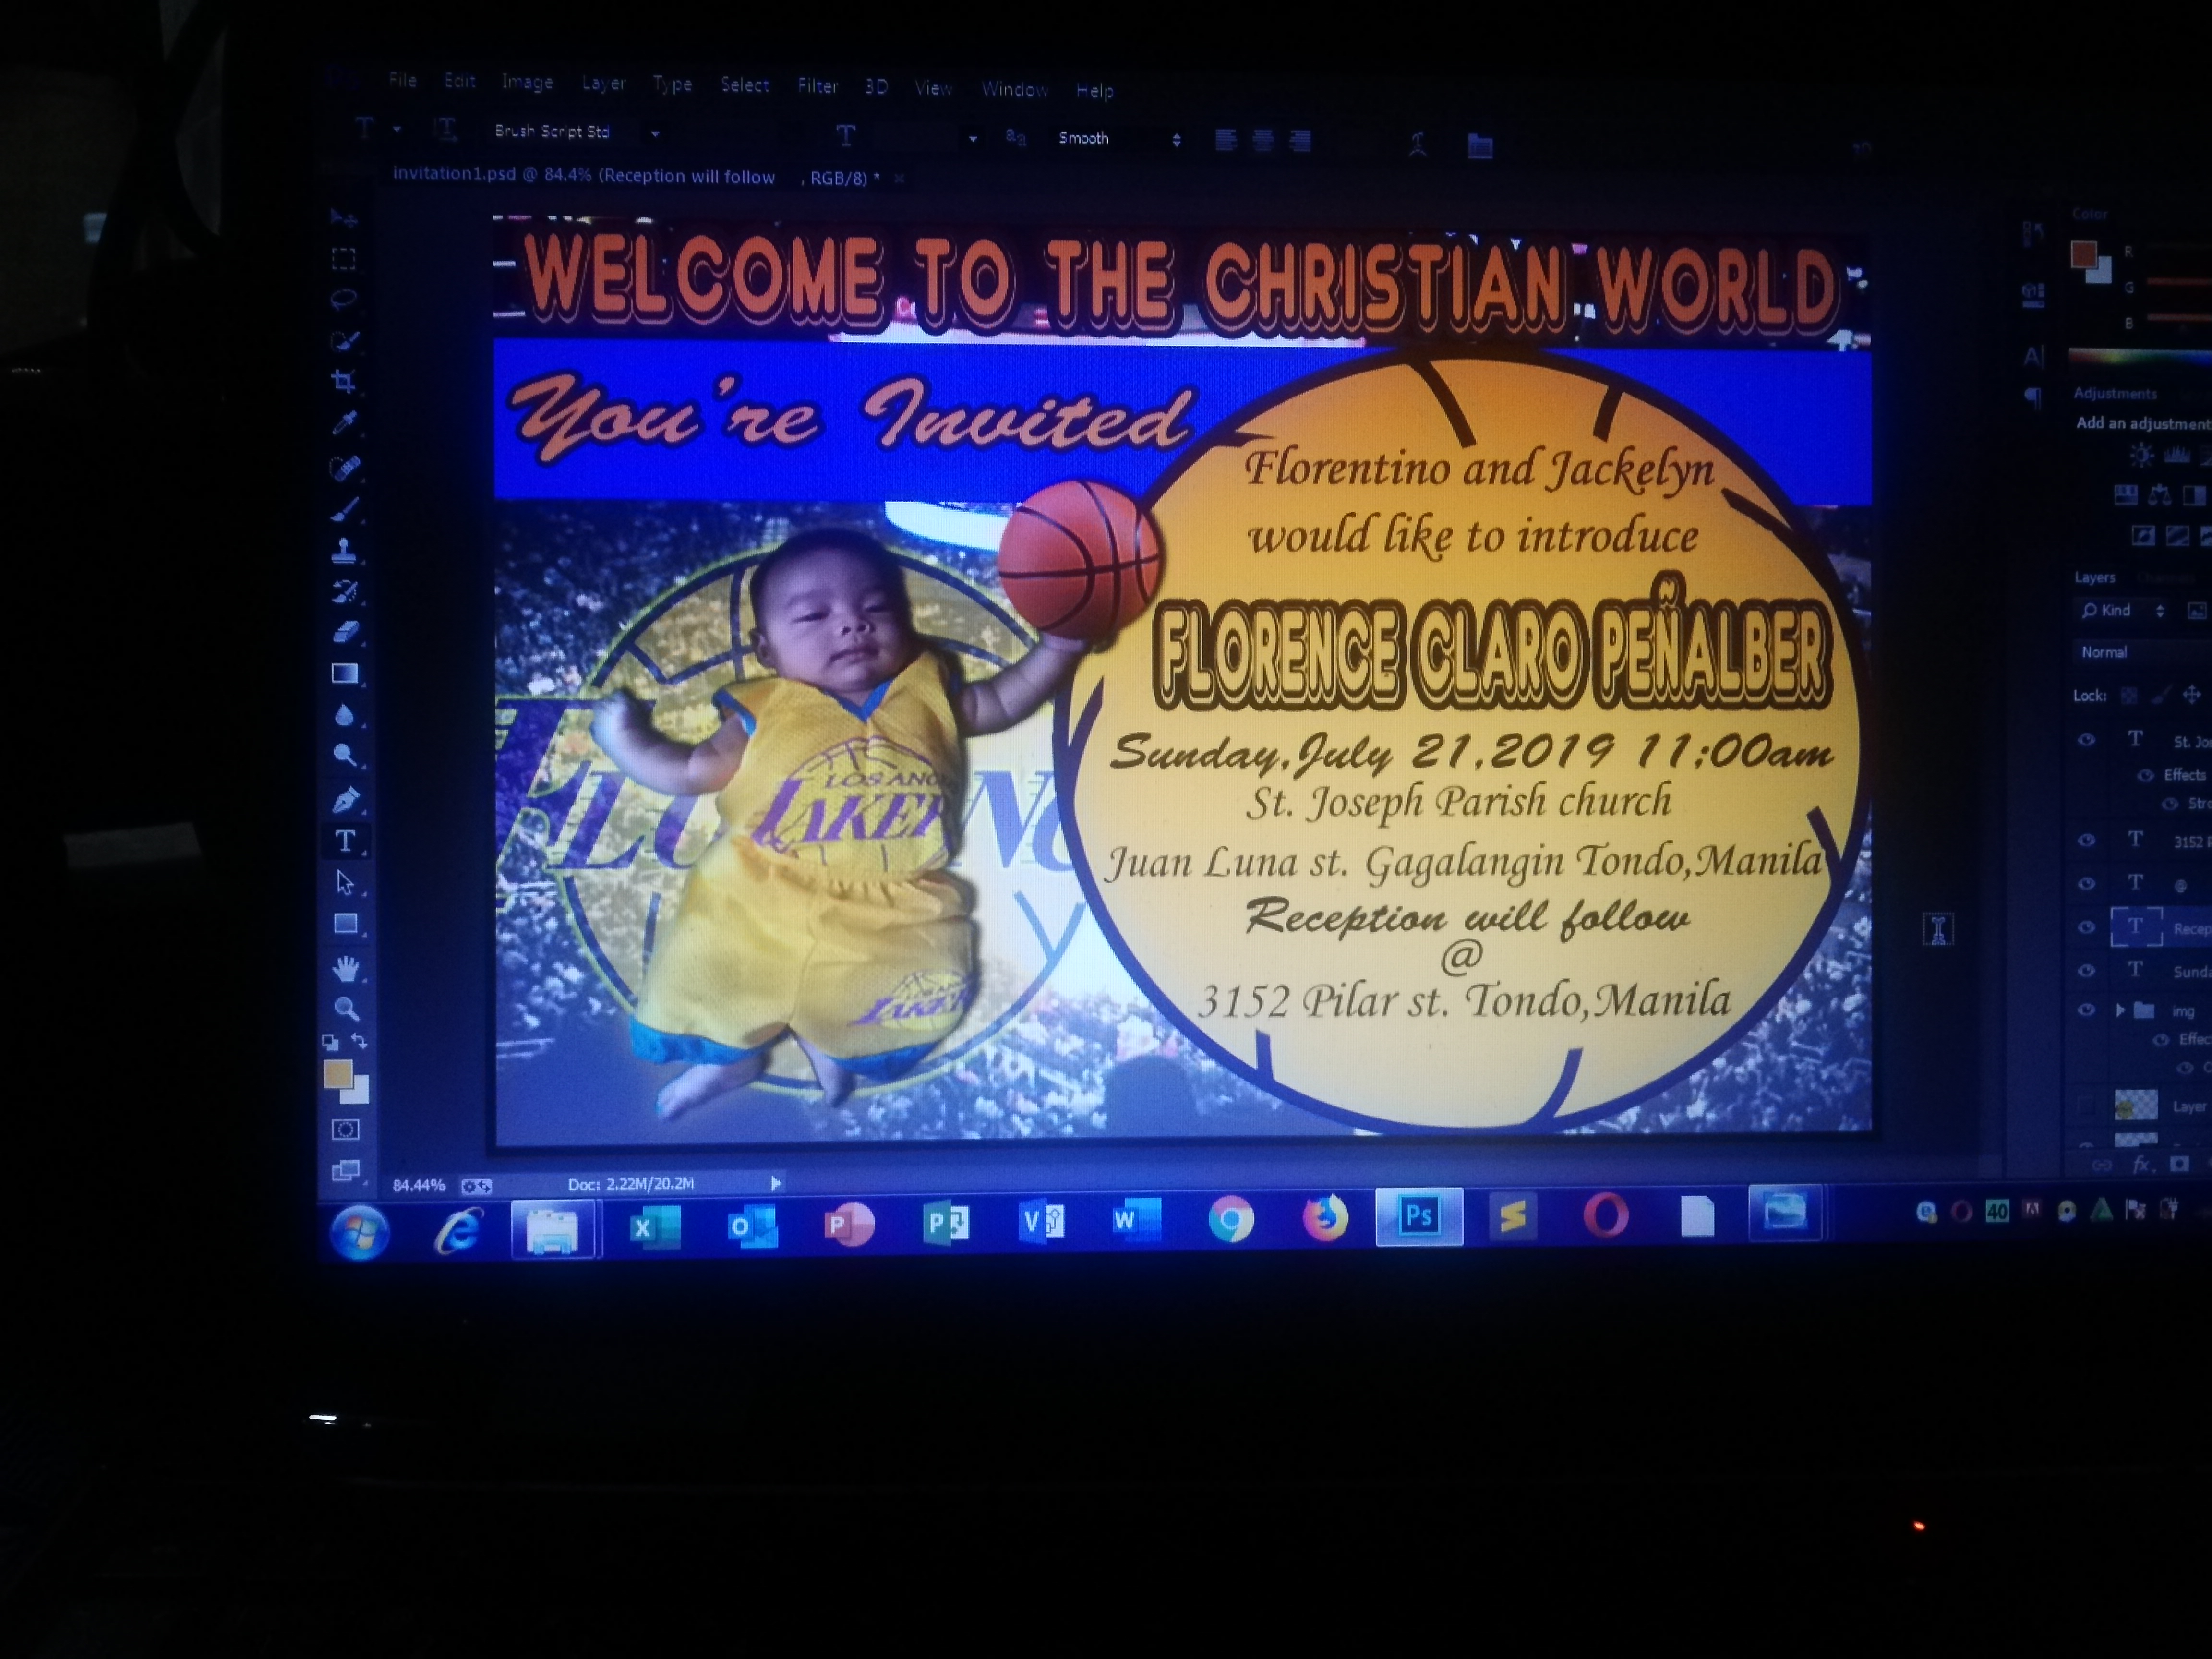 File Edit Image Layer Type Select Filter 3D View Window Help
Brush Script Std
Smooth
invitation1.psd @ 84.4% (Reception will follow , RGB/8) *
WELCOME TO THE CHRISTIAN WORLD
You're Invited
Florentino and Jackelyn
would like to introduce
FLORENCE CLARO PEÑALBER
Sunday,July 21,2019 11:00am
St. Joseph Parish church
Juan Luna st. Gagalangin Tondo,Manila
Reception will follow
@
3152 Pilar st. Tondo,Manila
LOS ANG
LAKER
LAKER
Color
R
G
B
Adjustments
Add an adjustment
Layers
Kind
Normal
Lock:
St. Jo
Effects
Stro
3152 P
@
Recep
Sunda
img
Effec
Layer
fx
84.44%
Doc: 2.22M/20.2M
Ps
40